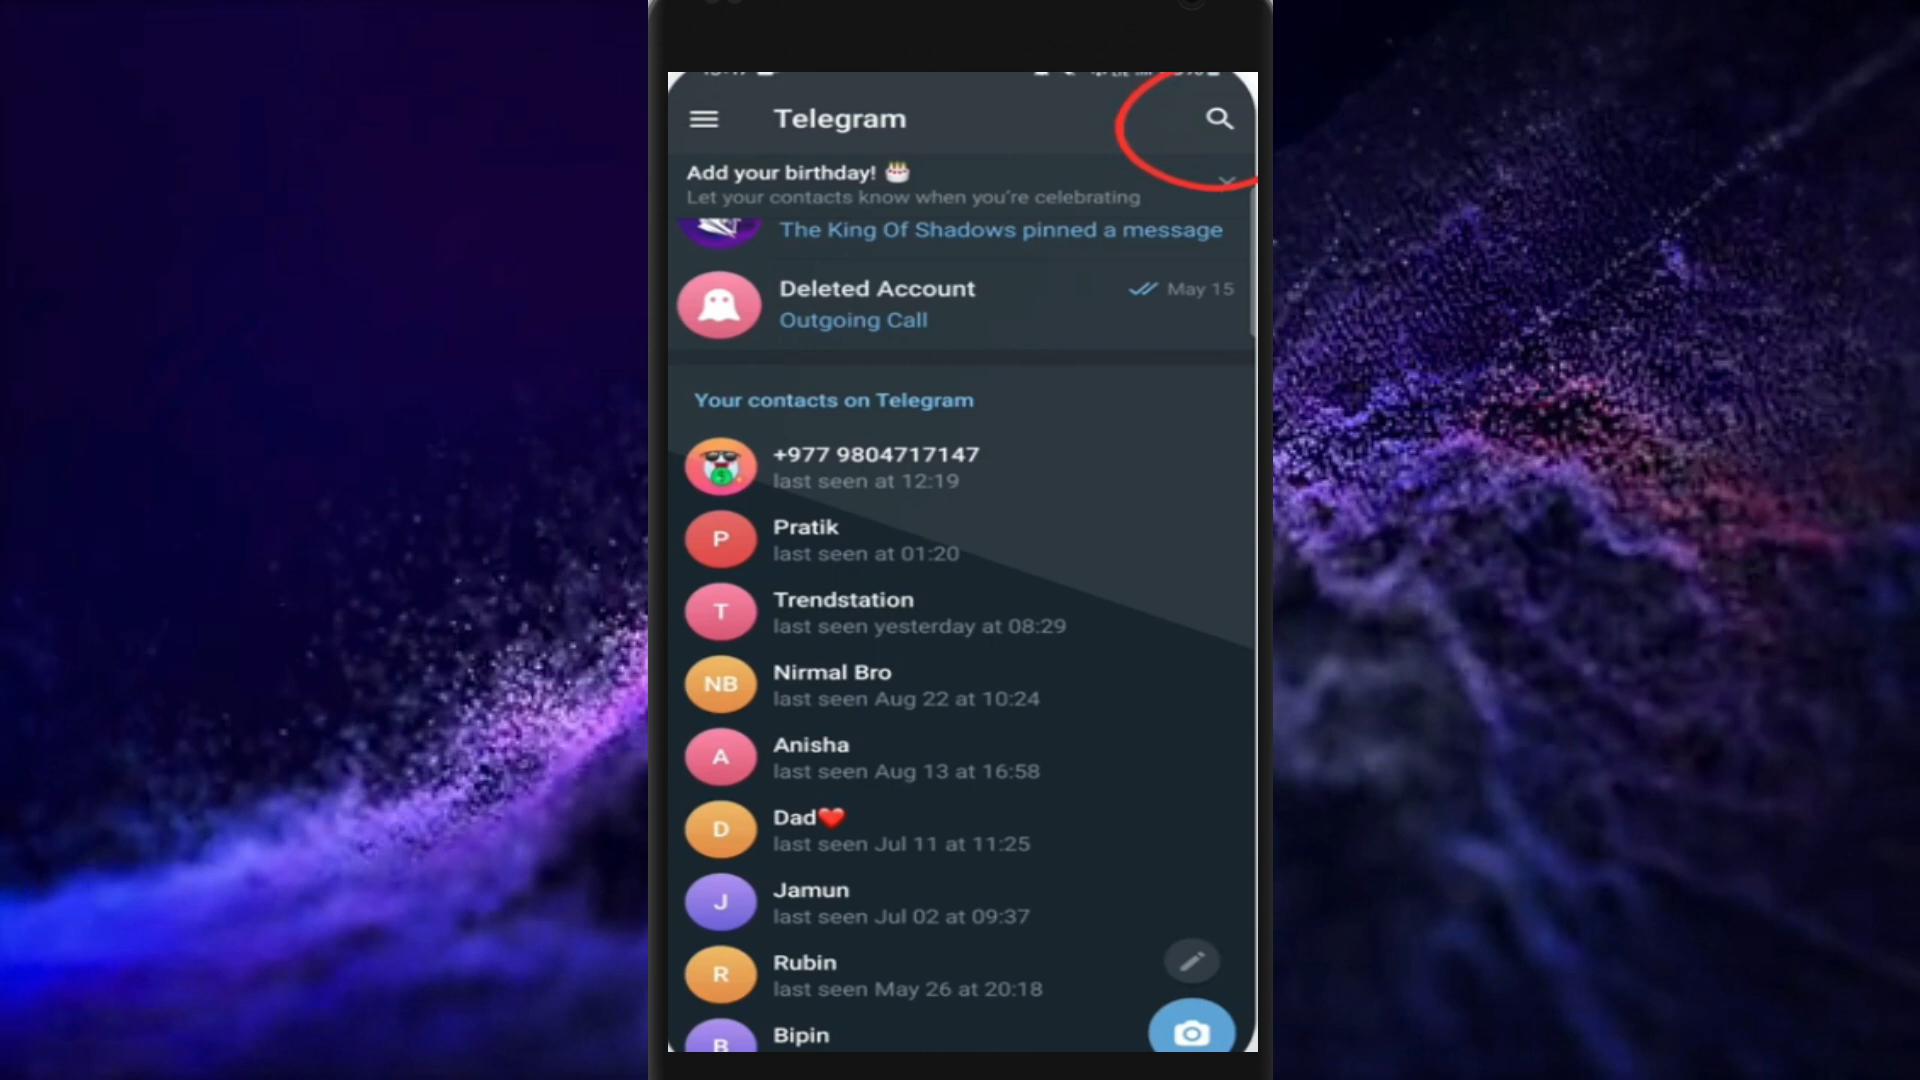 Telegram
Add your birthday! 🎂
Let your contacts know when you're celebrating
The King Of Shadows pinned a message
Deleted Account
May 15
Outgoing Call
Your contacts on Telegram
+977 9804717147
last seen at 12:19
P
Pratik
last seen at 01:20
T
Trendstation
last seen yesterday at 08:29
NB
Nirmal Bro
last seen Aug 22 at 10:24
A
Anisha
last seen Aug 13 at 16:58
D
Dad❤️
last seen Jul 11 at 11:25
J
Jamun
last seen Jul 02 at 09:37
R
Rubin
last seen May 26 at 20:18
B
Bipin